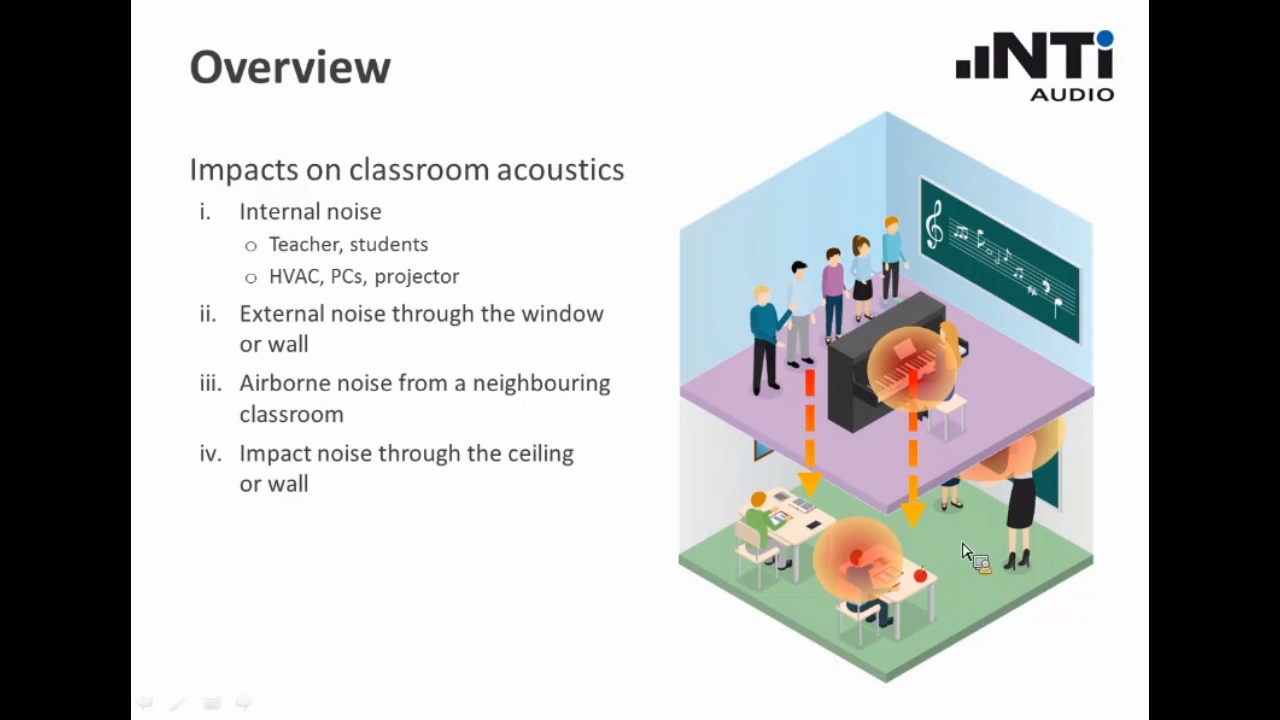 Overview
NTi
AUDIO
Impacts on classroom acoustics
i. Internal noise
o Teacher, students
o HVAC, PCs, projector
ii. External noise through the window
or wall
iii. Airborne noise from a neighbouring
classroom
iv. Impact noise through the ceiling
or wall